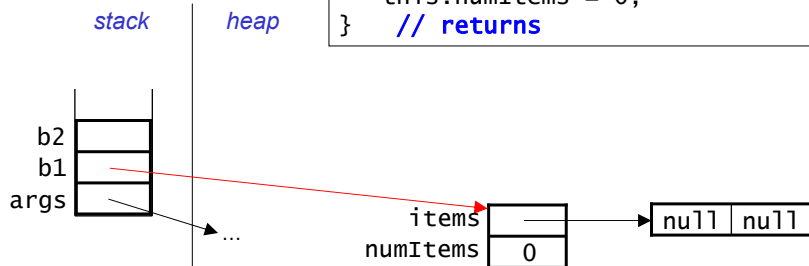 this.numItems = 0;
} // returns
stack heap
b2
b1
args
...
items
numItems 0
null null